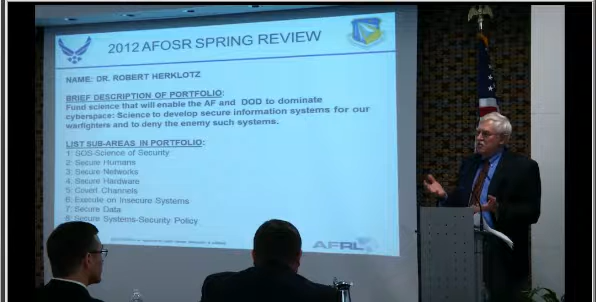 2012 AFOSR SPRING REVIEW
NAME: DR. ROBERT HERKLOTZ
BRIEF DESCRIPTION OF PORTFOLIO:
Fund science that will enable the AF and DOD to dominate
cyberspace: Science to develop secure information systems for our
warfighters and to deny the enemy such systems.
LIST SUB-AREAS IN PORTFOLIO:
1: SOS-Science of Security
2: Secure Humans
3: Secure Networks
4: Secure Hardware
5: Covert Channels
6: Execute on Insecure Systems
7: Secure Data
8: Secure Systems-Security Policy
AFRL